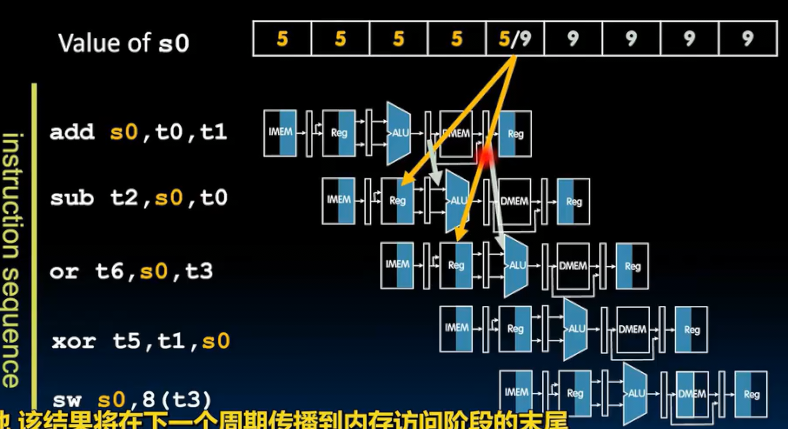 Value of s0 5 5 5 5 5/9 9 9 9 9
instruction sequence
add s0,t0,t1 IMEM Reg ALU DMEM Reg
sub t2,s0,t0 IMEM Reg ALU DMEM Reg
or t6,s0,t3 IMEM Reg ALU DMEM Reg
xor t5,t1,s0 IMEM Reg ALU DMEM Reg
sw s0,8(t3) IMEM Reg ALU DMEM Reg
该结果将在下一个周期传播到内存访问阶段的末尾